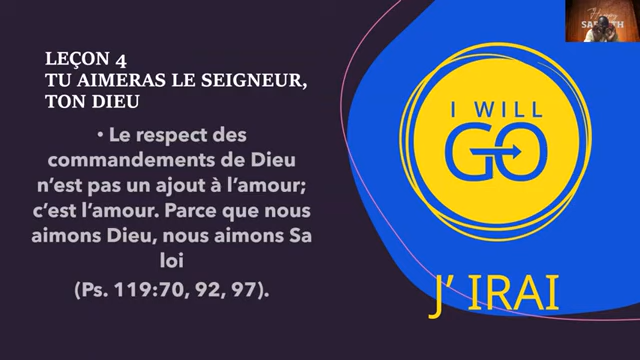 LEÇON 4
TU AIMERAS LE SEIGNEUR,
TON DIEU
• Le respect des
commandements de Dieu
n'est pas un ajout à l'amour;
c'est l'amour. Parce que nous
aimons Dieu, nous aimons Sa
loi
(Ps. 119:70, 92, 97).
I WILL
GO
J' IRAI